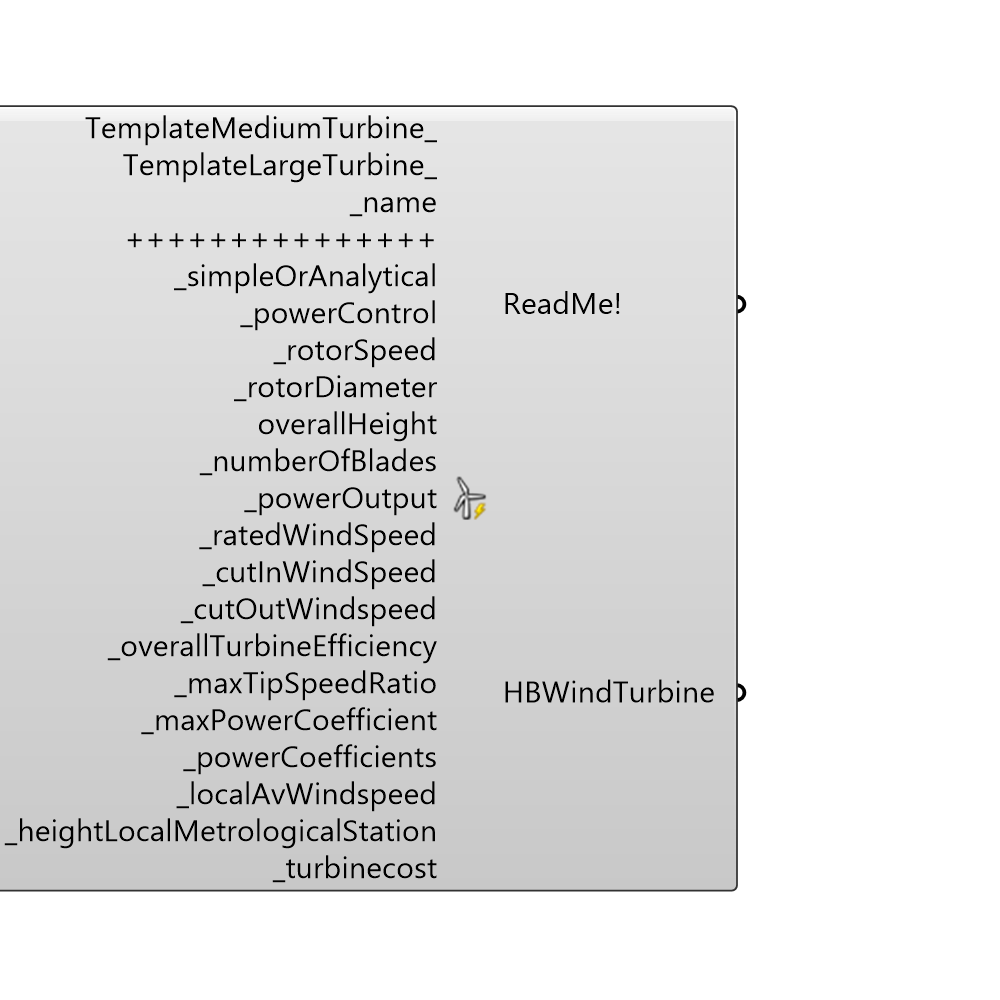 TemplateMediumTurbine_
TemplateLargeTurbine_
_name
+++++++++++++++
_simpleOrAnalytical
_powerControl
_rotorSpeed
_rotorDiameter
overallHeight
_numberOfBlades
_powerOutput
_ratedWindSpeed
_cutInWindSpeed
_cutOutWindspeed
_overallTurbineEfficiency
_maxTipSpeedRatio
_maxPowerCoefficient
_powerCoefficients
_localAvWindspeed
_heightLocalMetrologicalStation
_turbinecost
ReadMe!
HBWindTurbine